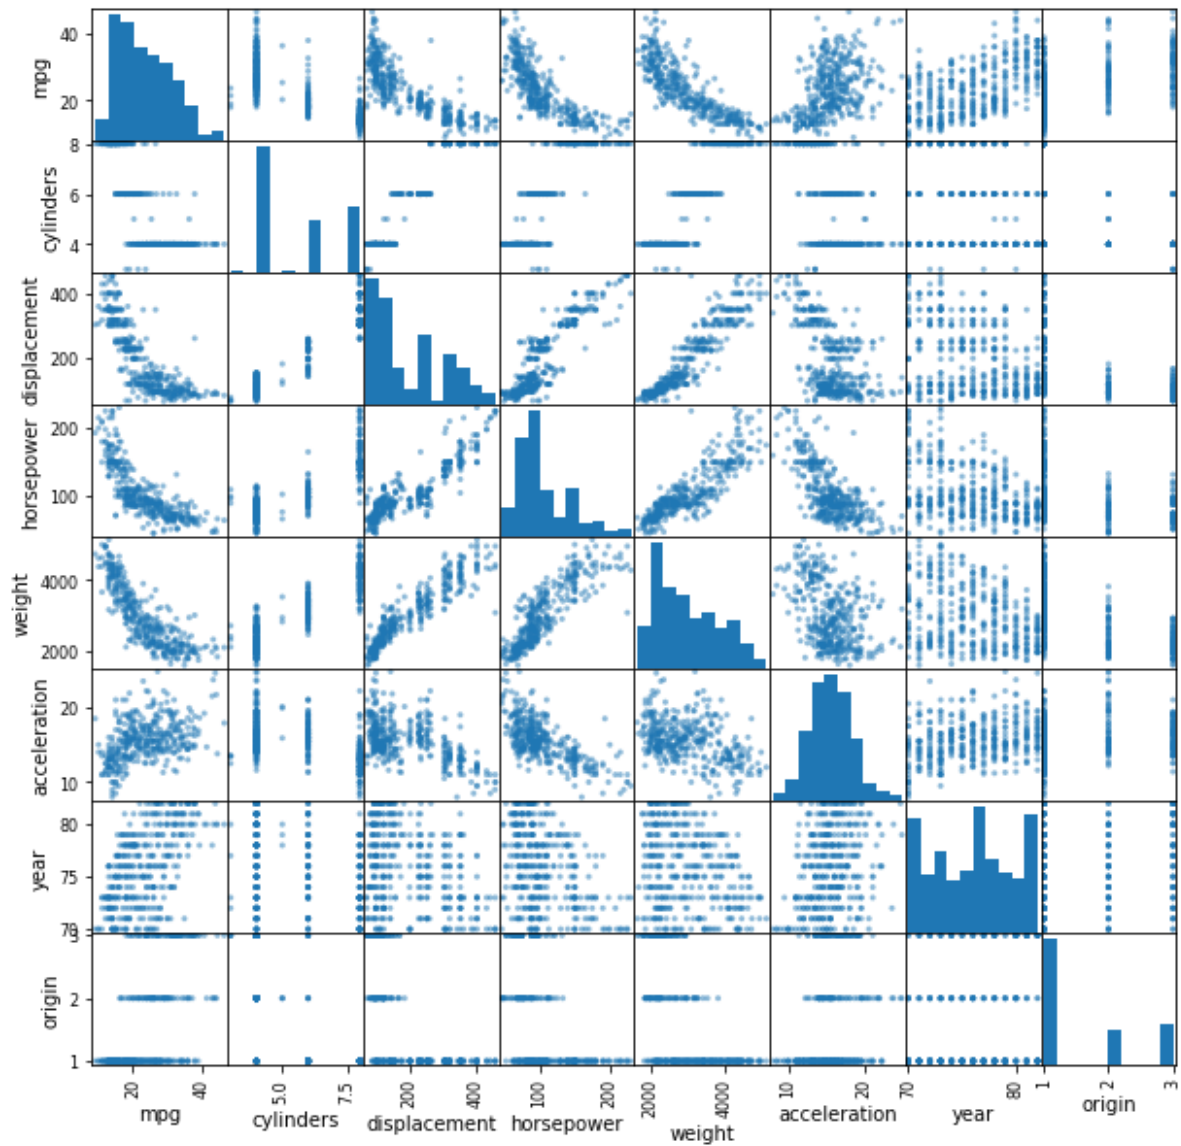 40
20
mpg
8
6
4
cylinders
400
200
displacement
200
100
horsepower
4000
2000
weight
20
10
acceleration
80
75
70
year
3
2
1
origin
20 40
5.0 7.5
200 400
100 200
2000 4000
10 20
70 80
1 2 3
mpg cylinders displacement horsepower weight acceleration year origin